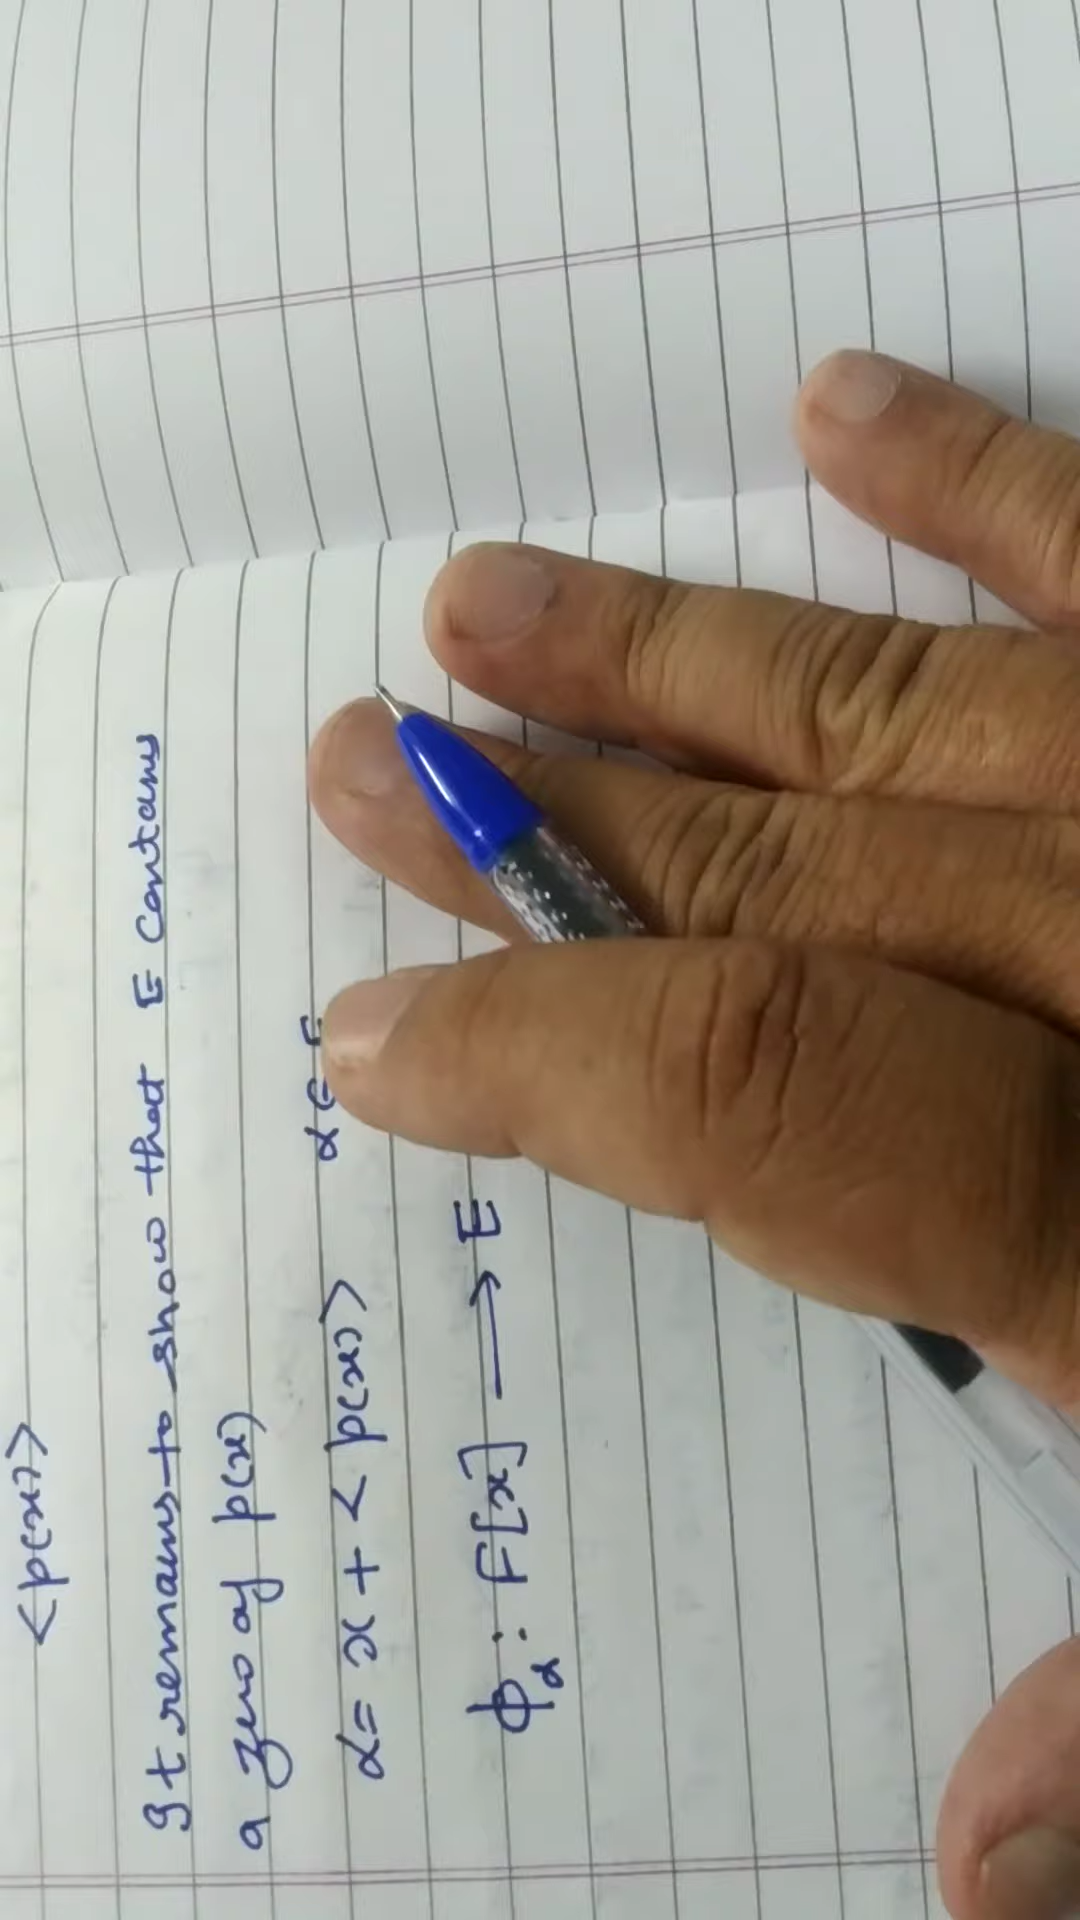 <p(x)>
It remains to show that E contains
a zero of p(x)
α = x + <p(x)> α ∈
ϕ_α : F[x] ⟶ E